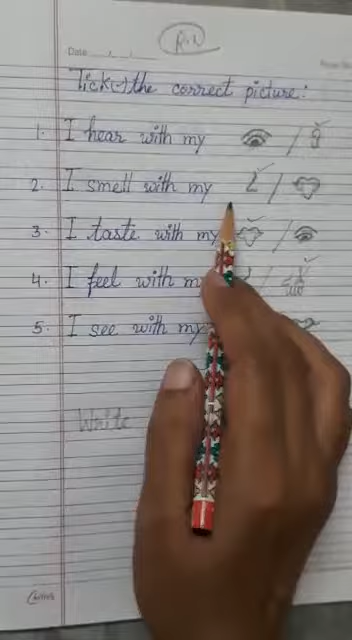 R.W
Date
Tick(✓) the correct picture:
1. I hear with my /
2. I smell with my /
3. I taste with my /
4. I feel with my /
5. I see with my
Write